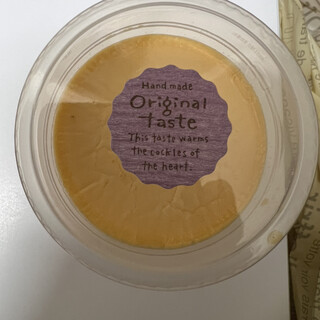 Hand made
Original
taste
This taste warms
the cockles of
the heart.